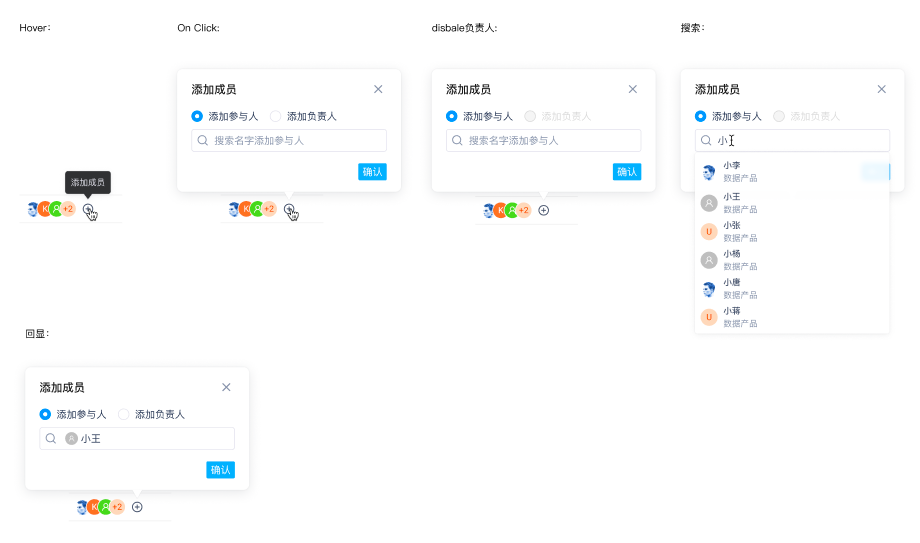 Hover:
On Click:
disbale负责人:
搜索:
添加成员
K
+2
添加成员
添加参与人
添加负责人
搜索名字添加参与人
确认
K
+2
添加成员
添加参与人
添加负责人
搜索名字添加参与人
确认
K
+2
添加成员
添加参与人
添加负责人
小
小李
数据产品
小王
数据产品
U
小张
数据产品
小杨
数据产品
小唐
数据产品
U
小蒋
数据产品
回显:
添加成员
添加参与人
添加负责人
小王
确认
K
+2